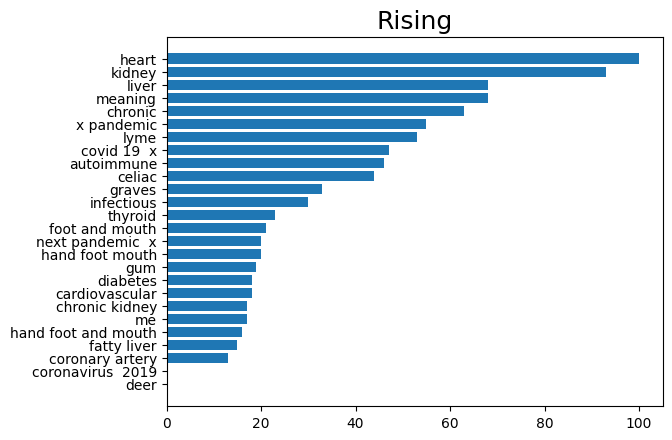 Rising
heart
kidney
liver
meaning
chronic
x pandemic
lyme
covid 19  x
autoimmune
celiac
graves
infectious
thyroid
foot and mouth
next pandemic  x
hand foot mouth
gum
diabetes
cardiovascular
chronic kidney
me
hand foot and mouth
fatty liver
coronary artery
coronavirus  2019
deer
0 20 40 60 80 100